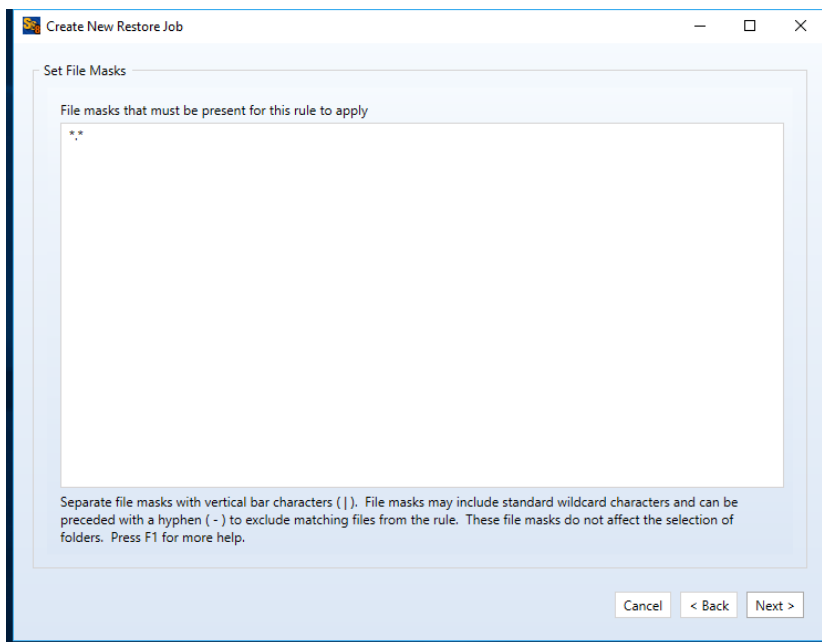 Create New Restore Job
Set File Masks
File masks that must be present for this rule to apply
*.*
Separate file masks with vertical bar characters ( | ).  File masks may include standard wildcard characters and can be
preceded with a hyphen ( - ) to exclude matching files from the rule.  These file masks do not affect the selection of
folders.  Press F1 for more help.
Cancel
< Back
Next >